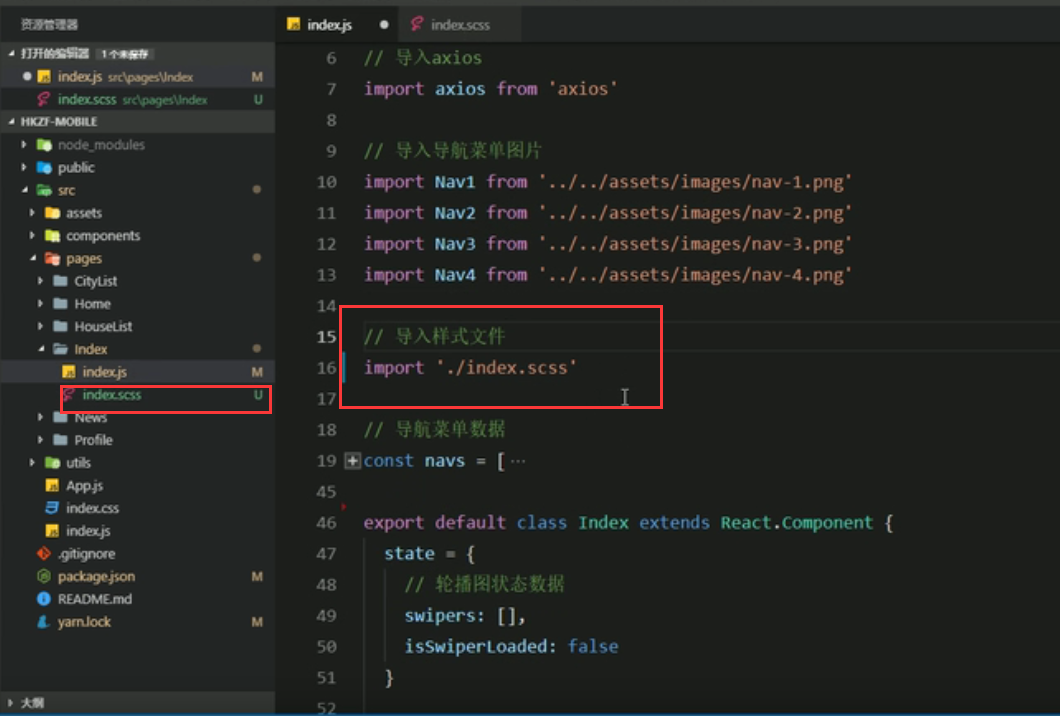 资源管理器
打开的编辑器 1 个未保存
index.js src\pages\Index M
index.scss src\pages\Index U
HKZF-MOBILE
node_modules
public
src
assets
components
pages
CityList
Home
HouseList
Index
index.js M
index.scss U
News
Profile
utils
App.js
index.css
index.js
.gitignore
package.json M
README.md
yarn.lock M
大纲
index.js index.scss
6 // 导入axios
7 import axios from 'axios'
8
9 // 导入导航菜单图片
10 import Nav1 from '../../assets/images/nav-1.png'
11 import Nav2 from '../../assets/images/nav-2.png'
12 import Nav3 from '../../assets/images/nav-3.png'
13 import Nav4 from '../../assets/images/nav-4.png'
14
15 // 导入样式文件
16 import './index.scss'
17
18 // 导航菜单数据
19 const navs = [ ···
45
46 export default class Index extends React.Component {
47 state = {
48 // 轮播图状态数据
49 swipers: [],
50 isSwiperLoaded: false
51 }
52